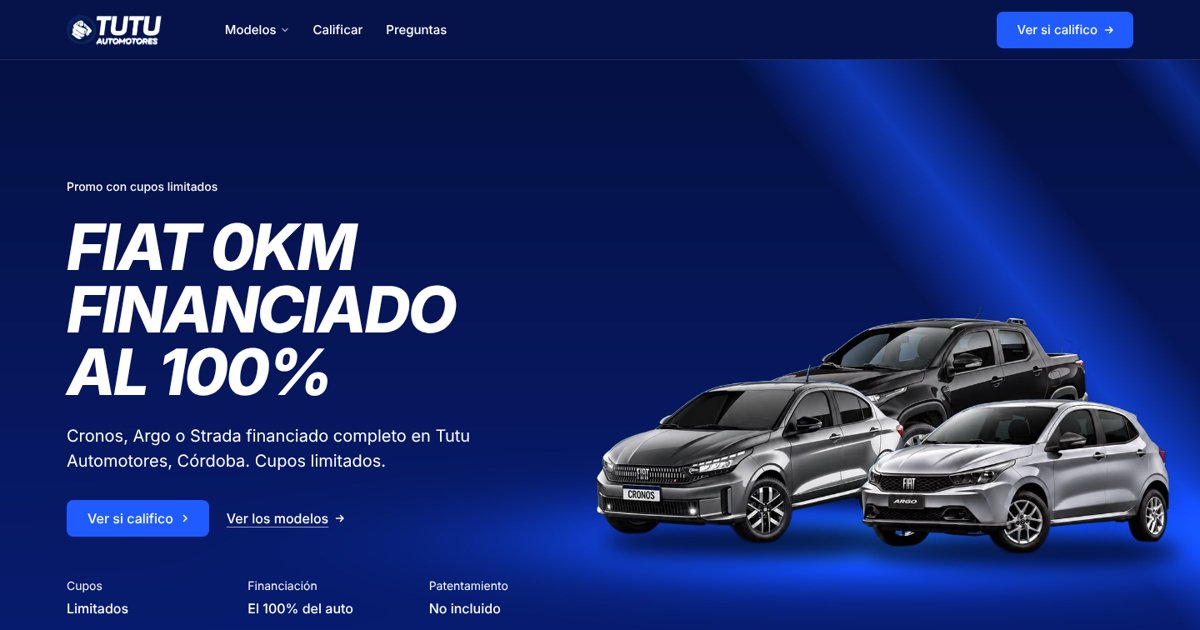 TUTU
AUTOMOTORES
Modelos
Calificar
Preguntas
Ver si califico →
Promo con cupos limitados
FIAT 0KM
FINANCIADO
AL 100%
Cronos, Argo o Strada financiado completo en Tutu
Automotores, Córdoba. Cupos limitados.
Ver si califico
Ver los modelos →
FIAT
CRONOS
FIAT
ARGO
Cupos
Limitados
Financiación
El 100% del auto
Patentamiento
No incluido